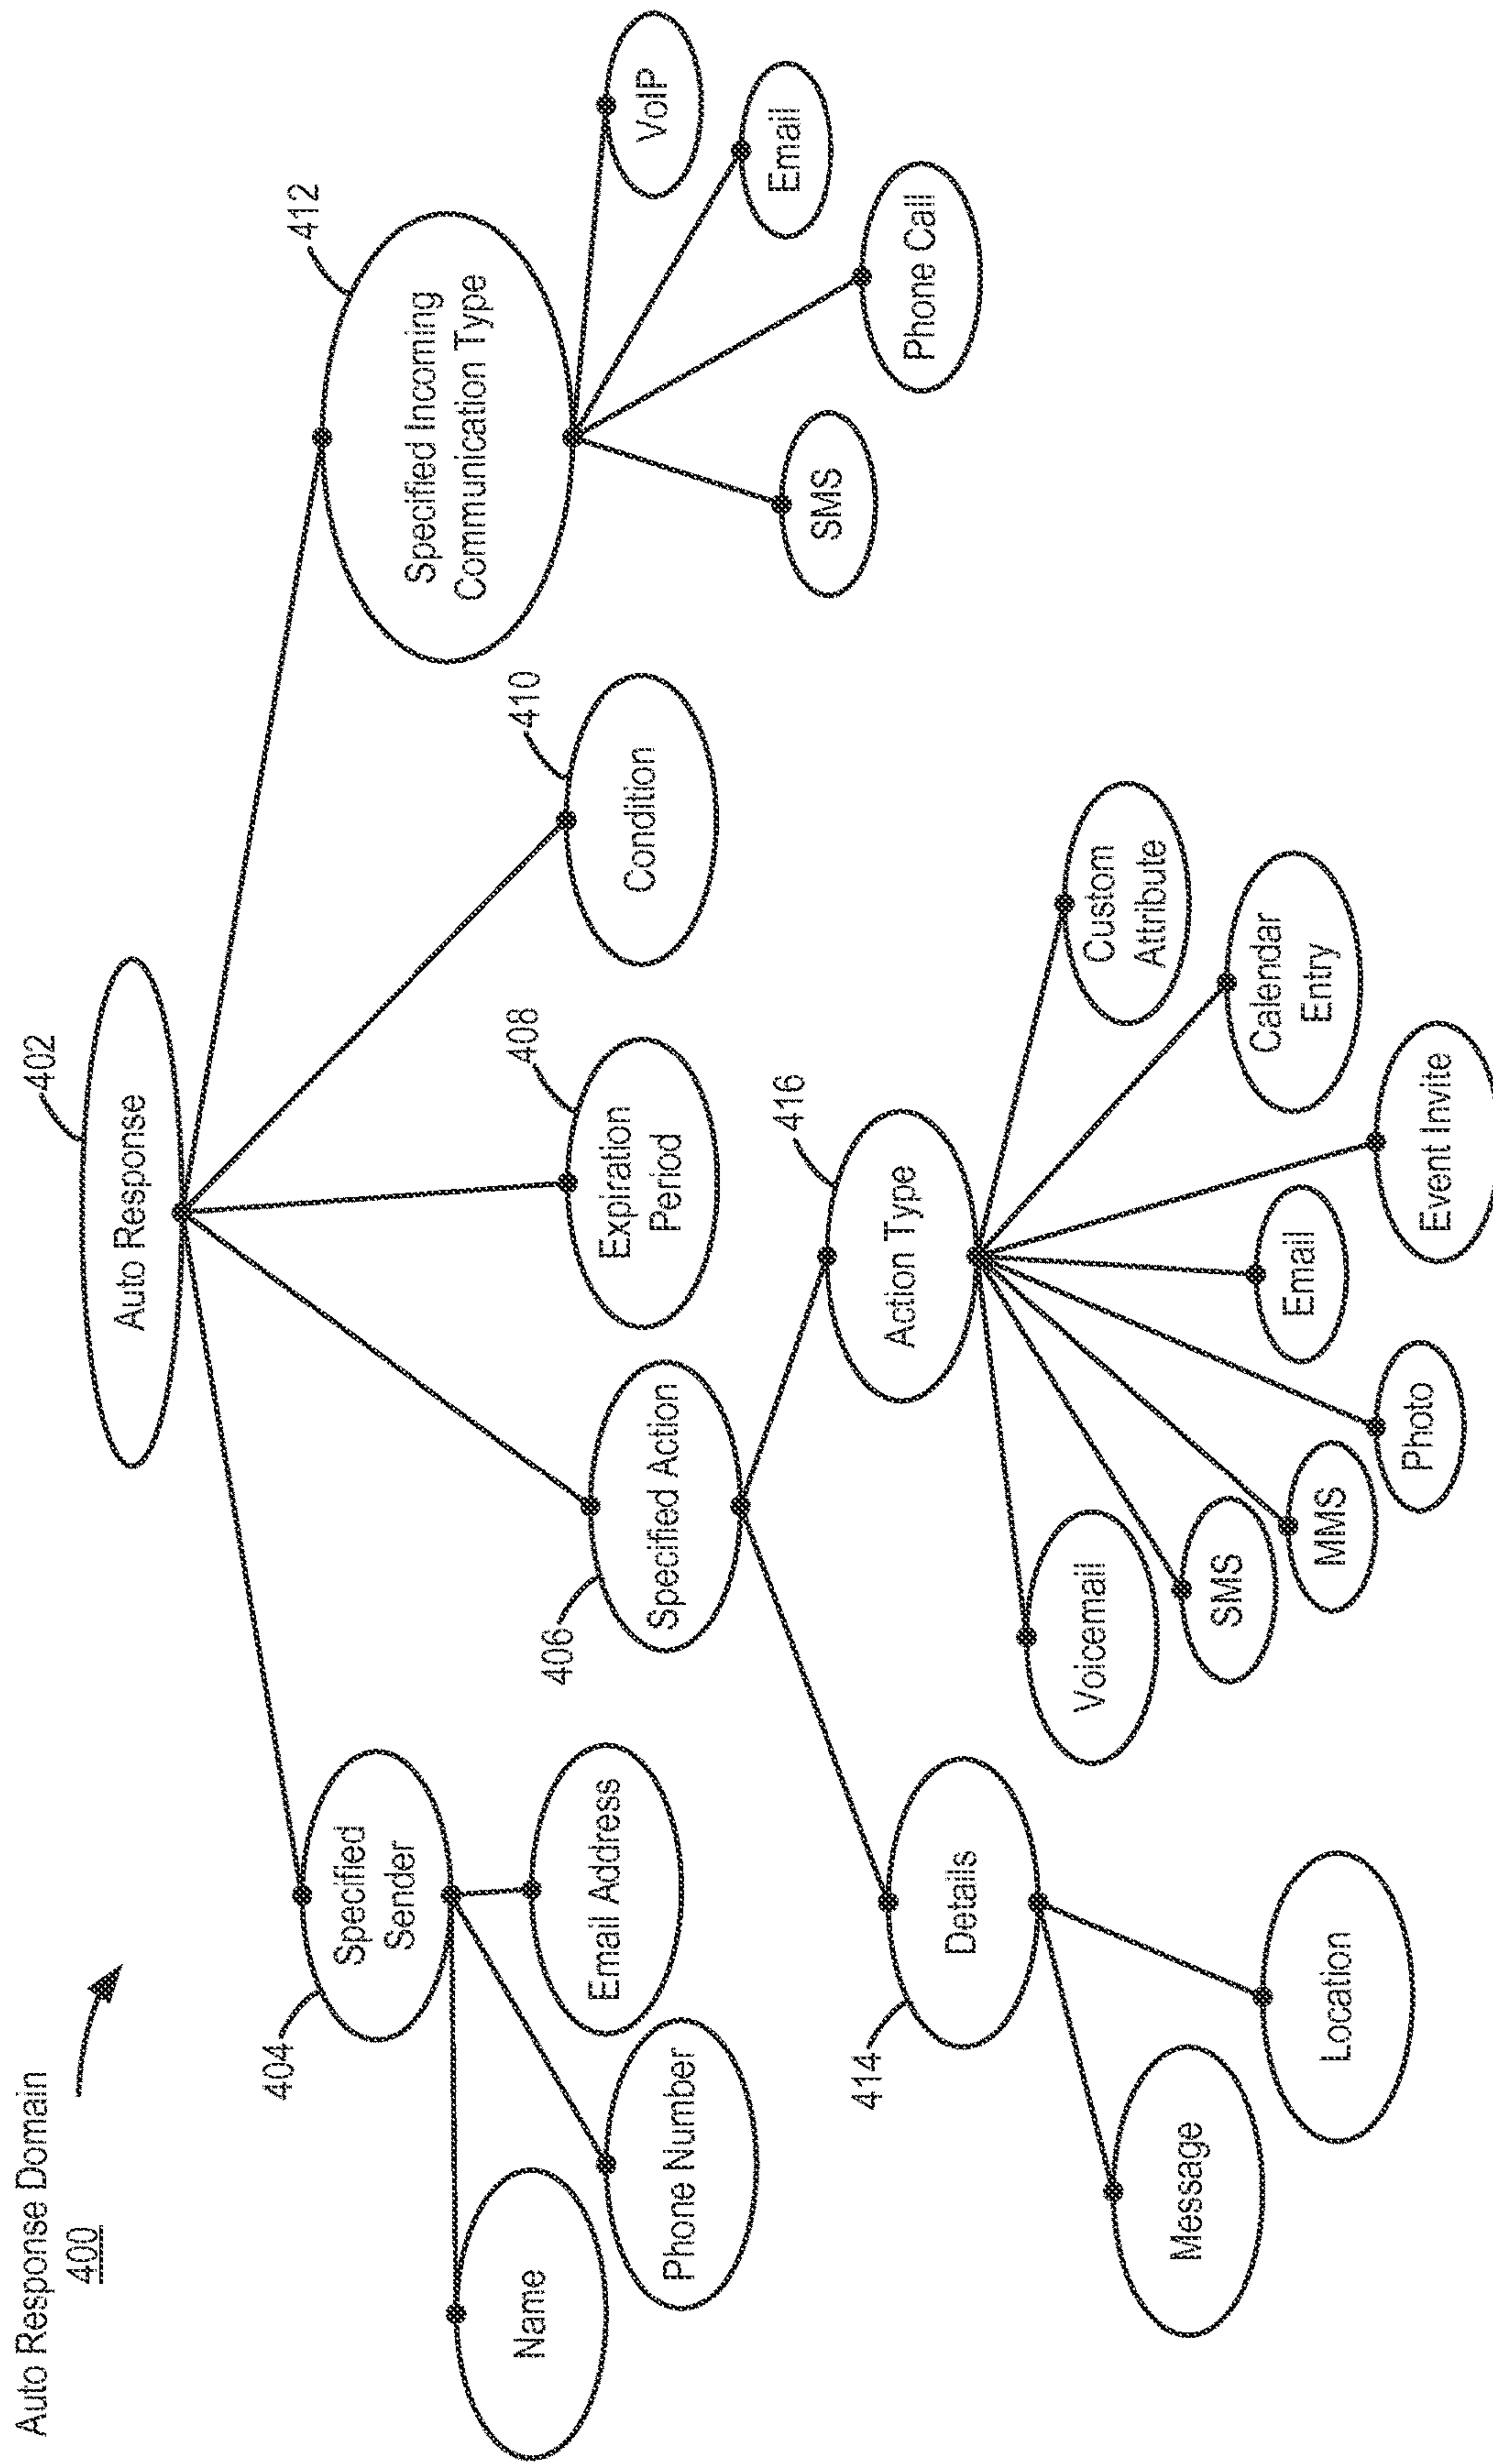 Auto Response Domain
400
402
Auto Response
404
Specified
Sender
Name
Phone Number
Email Address
406
Specified Action
408
Expiration
Period
410
Condition
412
Specified Incoming
Communication Type
SMS
Phone Call
Email
VoIP
414
Details
Message
Location
416
Action Type
Voicemail
SMS
MMS
Photo
Email
Event Invite
Calendar
Entry
Custom
Attribute